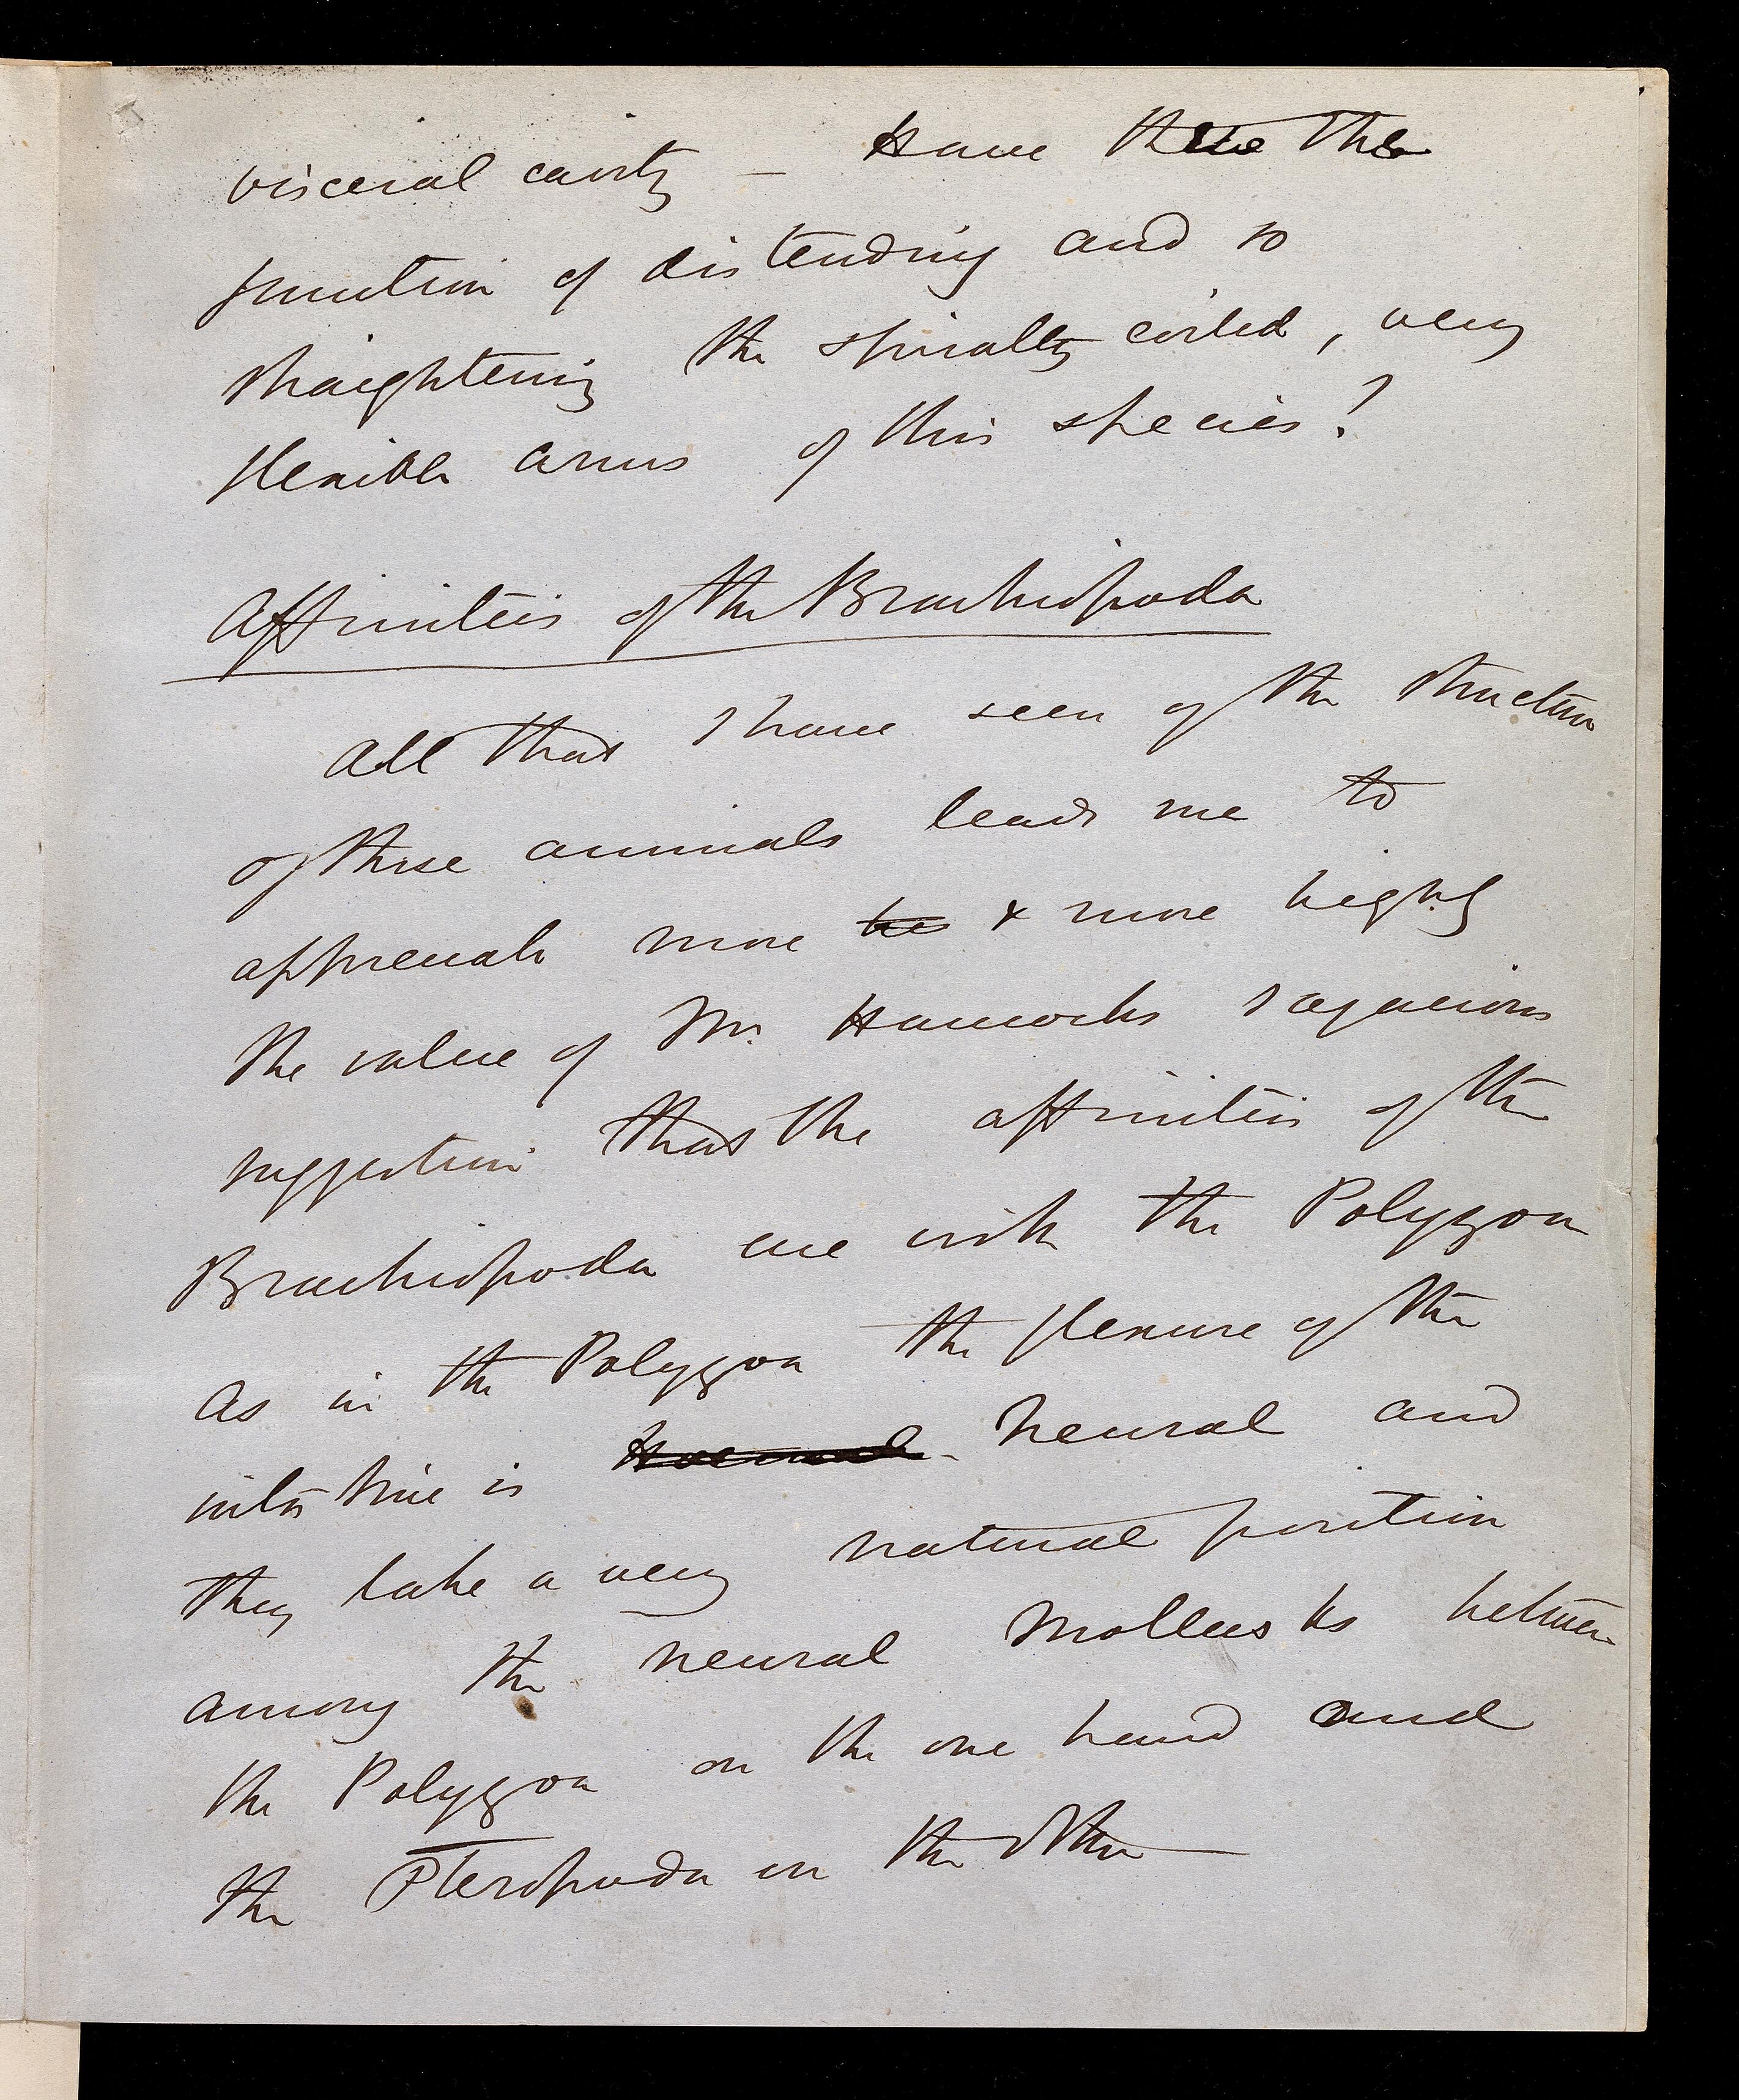 visceral cavity – Have these the
function of distending and so
straightening the spirally coiled, very
flexible arms of this species?
Affinities of the Brachiopoda
All that I have seen of the structure
of these animals leads me to
appreciate more & more highly
the value of Mr. Hancocks sagacious
suggestion that the affinities of the
Brachiopoda are with the Polyzoa
As in the Polyzoa the flexure of the
intestine is Haemal neural and
they take a very natural position
among the neural Mollusks between
the Polyzoa on the one hand and
the Pteropoda on the other